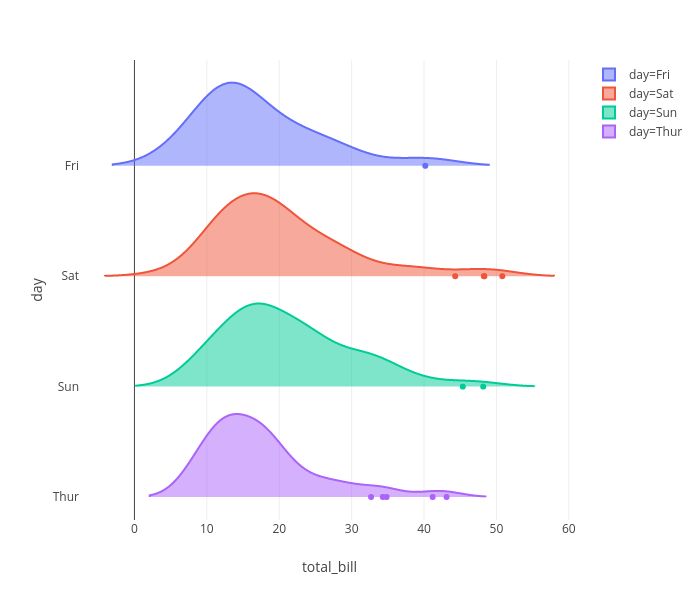 day=Fri
day=Sat
day=Sun
day=Thur
Fri
Sat
Sun
Thur
day
0 10 20 30 40 50 60
total_bill